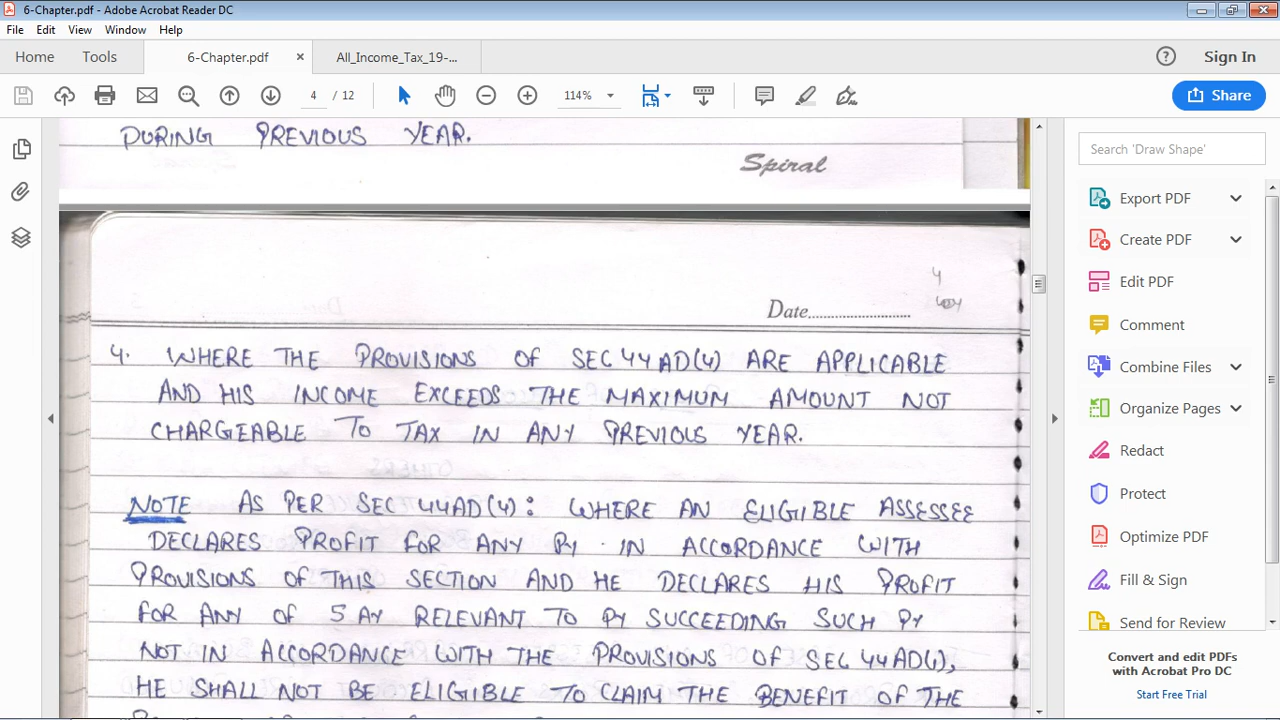 6-Chapter.pdf - Adobe Acrobat Reader DC
File Edit View Window Help
Home Tools 6-Chapter.pdf × All_Income_Tax_19-... ? Sign In
4 / 12 114% Share
DURING PREVIOUS YEAR.
Spiral
4
Date..........................
4. WHERE THE PROVISIONS OF SEC 44AD(4) ARE APPLICABLE
AND HIS INCOME EXCEEDS THE MAXIMUM AMOUNT NOT
CHARGEABLE TO TAX IN ANY PREVIOUS YEAR.
NOTE AS PER SEC 44AD(4): WHERE AN ELIGIBLE ASSESSEE
DECLARES PROFIT FOR ANY PY. IN ACCORDANCE WITH
PROVISIONS OF THIS SECTION AND HE DECLARES HIS PROFIT
FOR ANY OF 5 AY RELEVANT TO PY SUCCEEDING SUCH PY
NOT IN ACCORDANCE WITH THE PROVISIONS OF SEC 44AD(1),
HE SHALL NOT BE ELIGIBLE TO CLAIM THE BENEFIT OF THE
Search 'Draw Shape'
Export PDF
Create PDF
Edit PDF
Comment
Combine Files
Organize Pages
Redact
Protect
Optimize PDF
Fill & Sign
Send for Review
Convert and edit PDFs
with Acrobat Pro DC
Start Free Trial